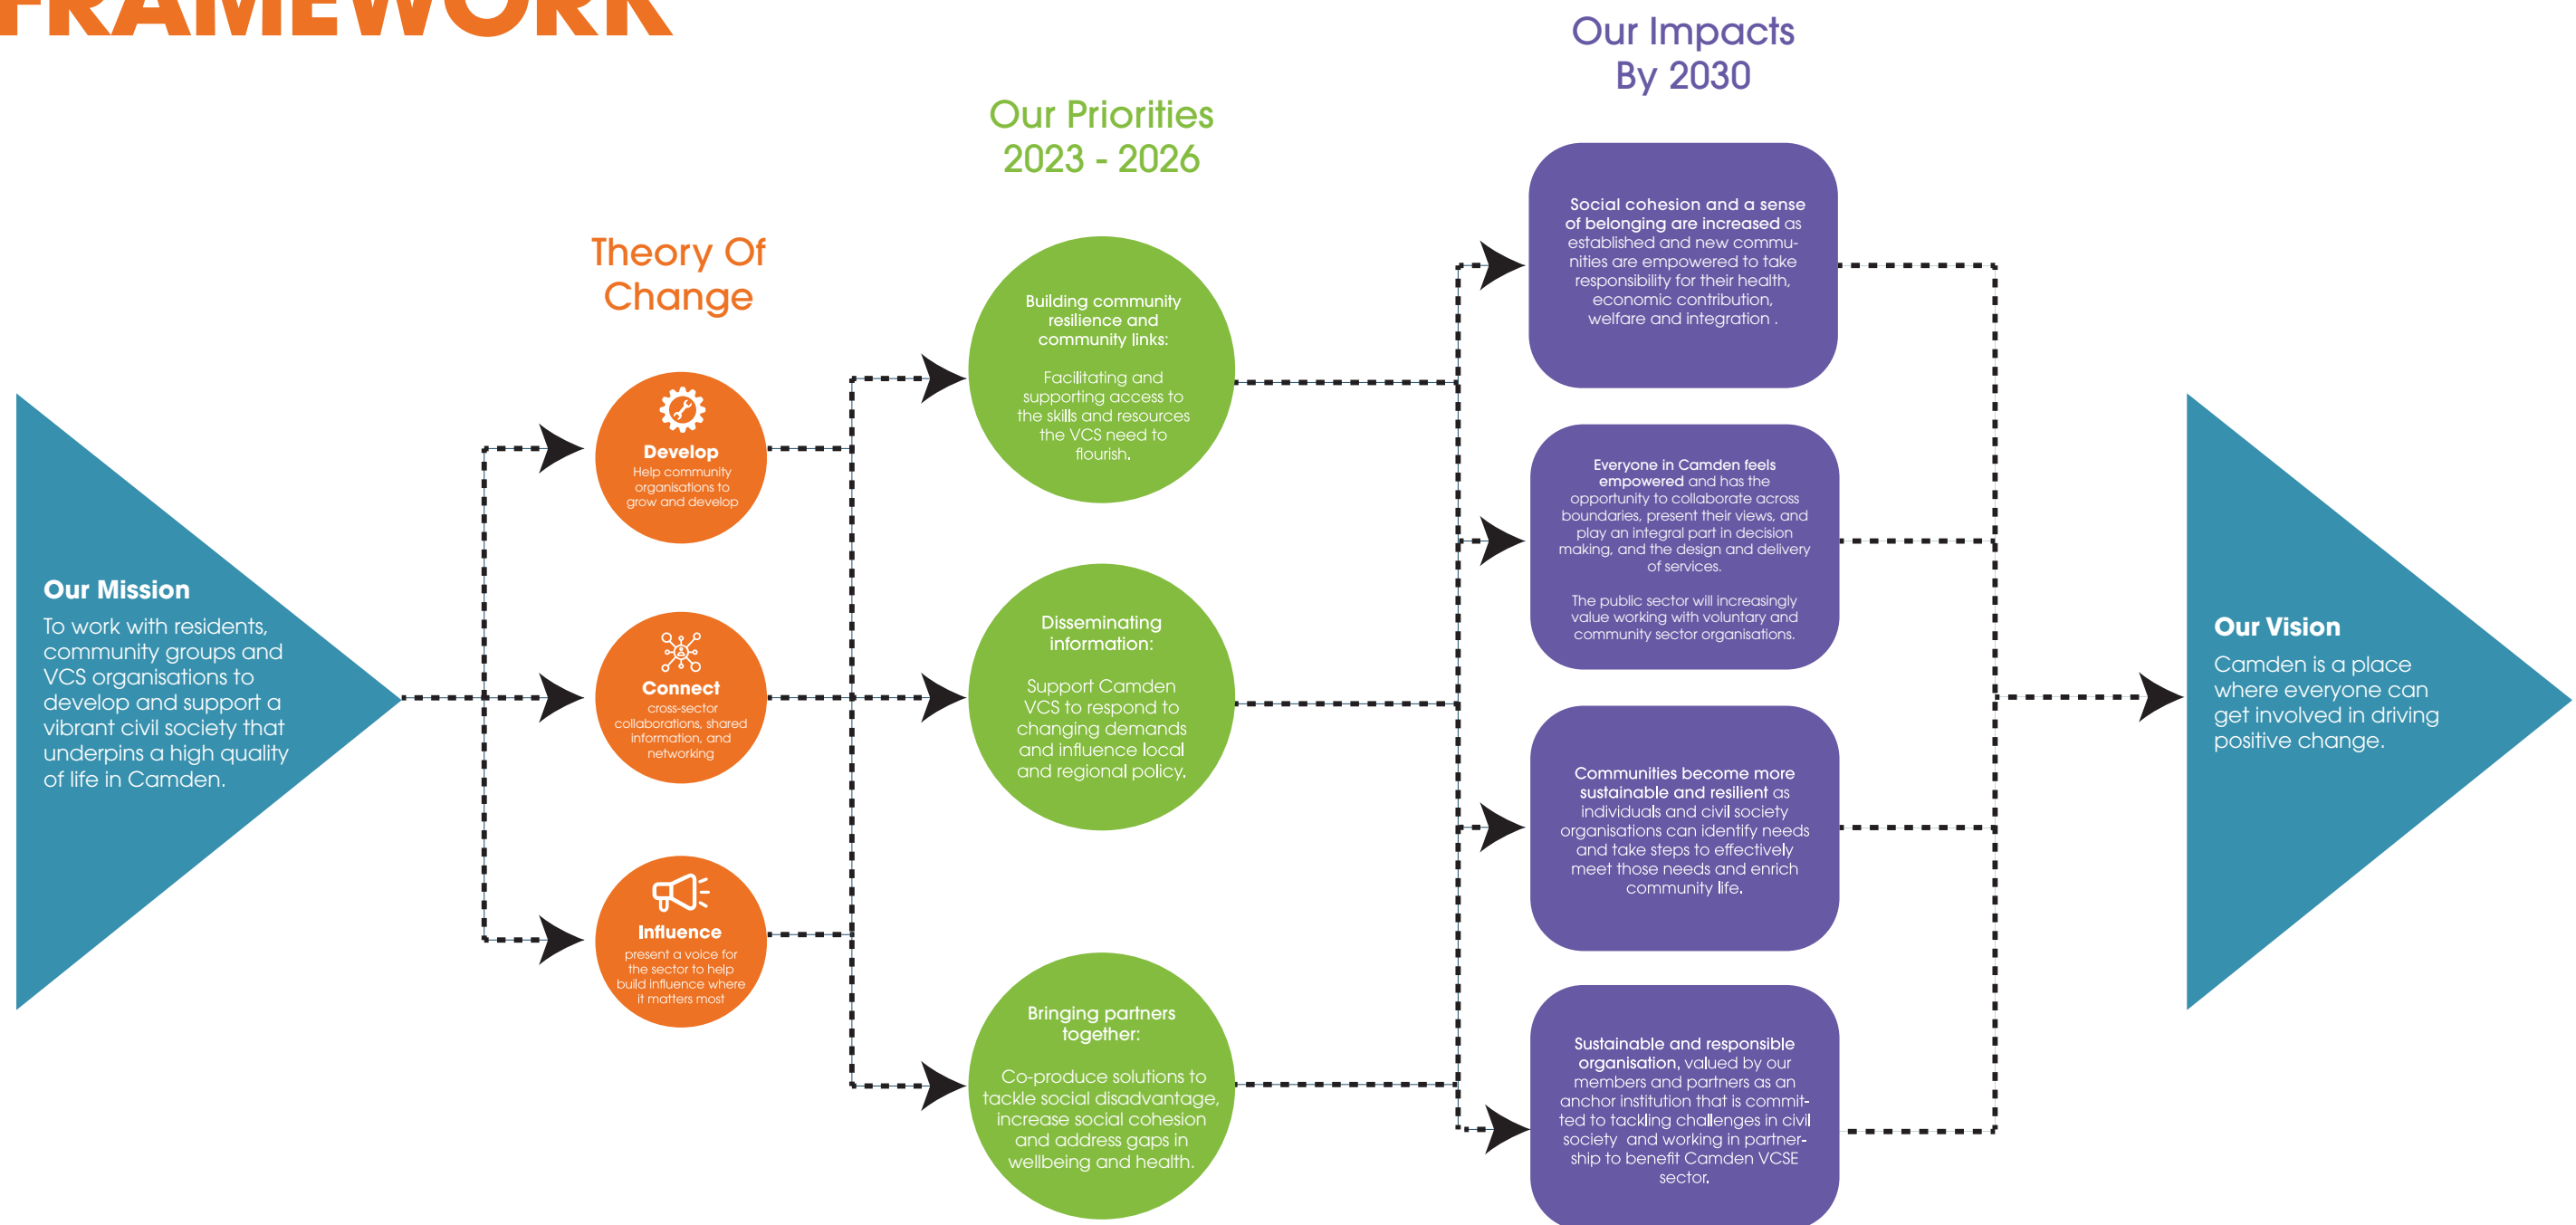 FRAMEWORK
Our Mission
To work with residents,
community groups and
VCS organisations to
develop and support a
vibrant civil society that
underpins a high quality
of life in Camden.
Theory Of
Change
Develop
Help community
organisations to
grow and develop
Connect
cross-sector
collaborations, shared
information, and
networking
Influence
present a voice for
the sector to help
build influence where
it matters most
Our Priorities
2023 - 2026
Building community
resilience and
community links:
Facilitating and
supporting access to
the skills and resources
the VCS need to
flourish.
Disseminating
information:
Support Camden
VCS to respond to
changing demands
and influence local
and regional policy.
Bringing partners
together:
Co-produce solutions to
tackle social disadvantage,
increase social cohesion
and address gaps in
wellbeing and health.
Our Impacts
By 2030
Social cohesion and a sense
of belonging are increased as
established and new commu-
nities are empowered to take
responsibility for their health,
economic contribution,
welfare and integration .
Everyone in Camden feels
empowered and has the
opportunity to collaborate across
boundaries, present their views, and
play an integral part in decision
making, and the design and delivery
of services.
The public sector will increasingly
value working with voluntary and
community sector organisations.
Communities become more
sustainable and resilient as
individuals and civil society
organisations can identify needs
and take steps to effectively
meet those needs and enrich
community life.
Sustainable and responsible
organisation, valued by our
members and partners as an
anchor institution that is commit-
ted to tackling challenges in civil
society and working in partner-
ship to benefit Camden VCSE
sector.
Our Vision
Camden is a place
where everyone can
get involved in driving
positive change.